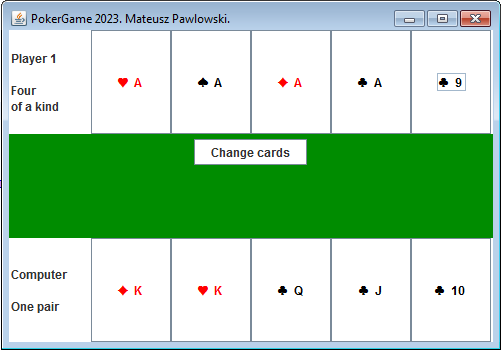 PokerGame 2023. Mateusz Pawlowski.
Player 1
Four
of a kind
♥ A
♠ A
♦ A
♣ A
♣ 9
Change cards
Computer
One pair
♦ K
♥ K
♣ Q
♣ J
♣ 10